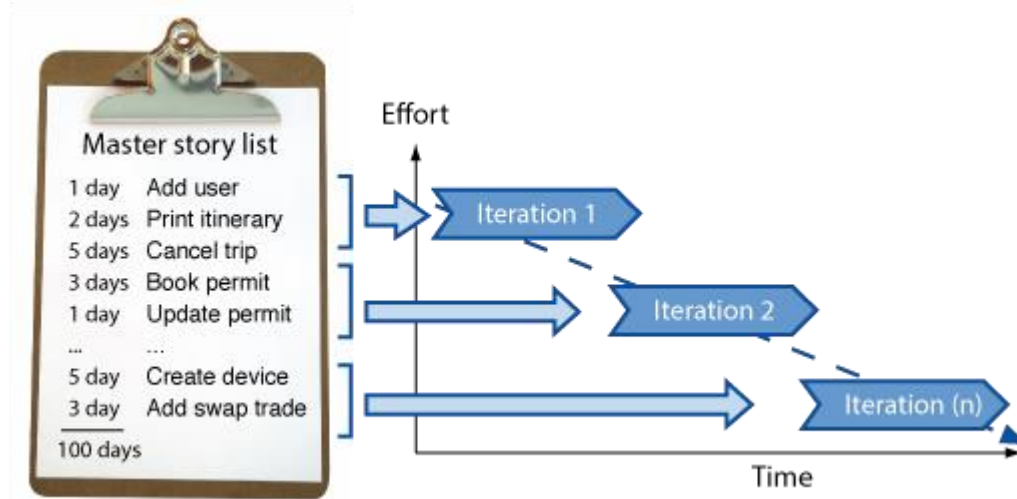 Master story list
1 day Add user
2 days Print itinerary
5 days Cancel trip
3 days Book permit
1 day Update permit
... ...
5 day Create device
3 day Add swap trade
100 days
Effort
Iteration 1
Iteration 2
Iteration (n)
Time